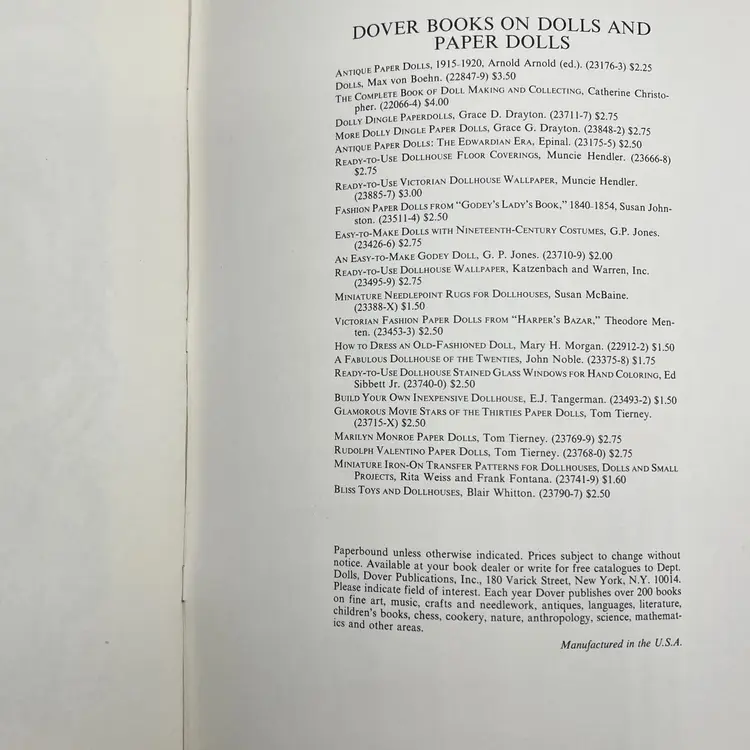 DOVER BOOKS ON DOLLS AND
PAPER DOLLS
ANTIQUE PAPER DOLLS, 1915-1920, Arnold Arnold (ed.). (23176-3) $2.25
DOLLS, Max von Boehn. (22847-9) $3.50
THE COMPLETE BOOK OF DOLL MAKING AND COLLECTING, Catherine Christo-
pher. (22066-4) $4.00
DOLLY DINGLE PAPERDOLLS, Grace D. Drayton. (23711-7) $2.75
MORE DOLLY DINGLE PAPER DOLLS, Grace G. Drayton. (23848-2) $2.75
ANTIQUE PAPER DOLLS: THE EDWARDIAN ERA, Epinal. (23175-5) $2.50
READY-TO-USE DOLLHOUSE FLOOR COVERINGS, Muncie Hendler. (23666-8)
$2.75
READY-TO-USE VICTORIAN DOLLHOUSE WALLPAPER, Muncie Hendler.
(23885-7) $3.00
FASHION PAPER DOLLS FROM "GODEY'S LADY'S BOOK," 1840-1854, Susan John-
ston. (23511-4) $2.50
EASY-TO-MAKE DOLLS WITH NINETEENTH-CENTURY COSTUMES, G.P. Jones.
(23426-6) $2.75
AN EASY-TO-MAKE GODEY DOLL, G. P. Jones. (23710-9) $2.00
READY-TO-USE DOLLHOUSE WALLPAPER, Katzenbach and Warren, Inc.
(23495-9) $2.75
MINIATURE NEEDLEPOINT RUGS FOR DOLLHOUSES, Susan McBaine.
(23388-X) $1.50
VICTORIAN FASHION PAPER DOLLS FROM "HARPER'S BAZAR," Theodore Men-
ten. (23453-3) $2.50
HOW TO DRESS AN OLD-FASHIONED DOLL, Mary H. Morgan. (22912-2) $1.50
A FABULOUS DOLLHOUSE OF THE TWENTIES, John Noble. (23375-8) $1.75
READY-TO-USE DOLLHOUSE STAINED GLASS WINDOWS FOR HAND COLORING, Ed
Sibbett Jr. (23740-0) $2.50
BUILD YOUR OWN INEXPENSIVE DOLLHOUSE, E.J. Tangerman. (23493-2) $1.50
GLAMOROUS MOVIE STARS OF THE THIRTIES PAPER DOLLS, Tom Tierney.
(23715-X) $2.50
MARILYN MONROE PAPER DOLLS, Tom Tierney. (23769-9) $2.75
RUDOLPH VALENTINO PAPER DOLLS, Tom Tierney. (23768-0) $2.75
MINIATURE IRON-ON TRANSFER PATTERNS FOR DOLLHOUSES, DOLLS AND SMALL
PROJECTS, Rita Weiss and Frank Fontana. (23741-9) $1.60
BLISS TOYS AND DOLLHOUSES, Blair Whitton. (23790-7) $2.50
Paperbound unless otherwise indicated. Prices subject to change without
notice. Available at your book dealer or write for free catalogues to Dept.
Dolls, Dover Publications, Inc., 180 Varick Street, New York, N.Y. 10014.
Please indicate field of interest. Each year Dover publishes over 200 books
on fine art, music, crafts and needlework, antiques, languages, literature,
children's books, chess, cookery, nature, anthropology, science, mathemat-
ics and other areas.
Manufactured in the U.S.A.